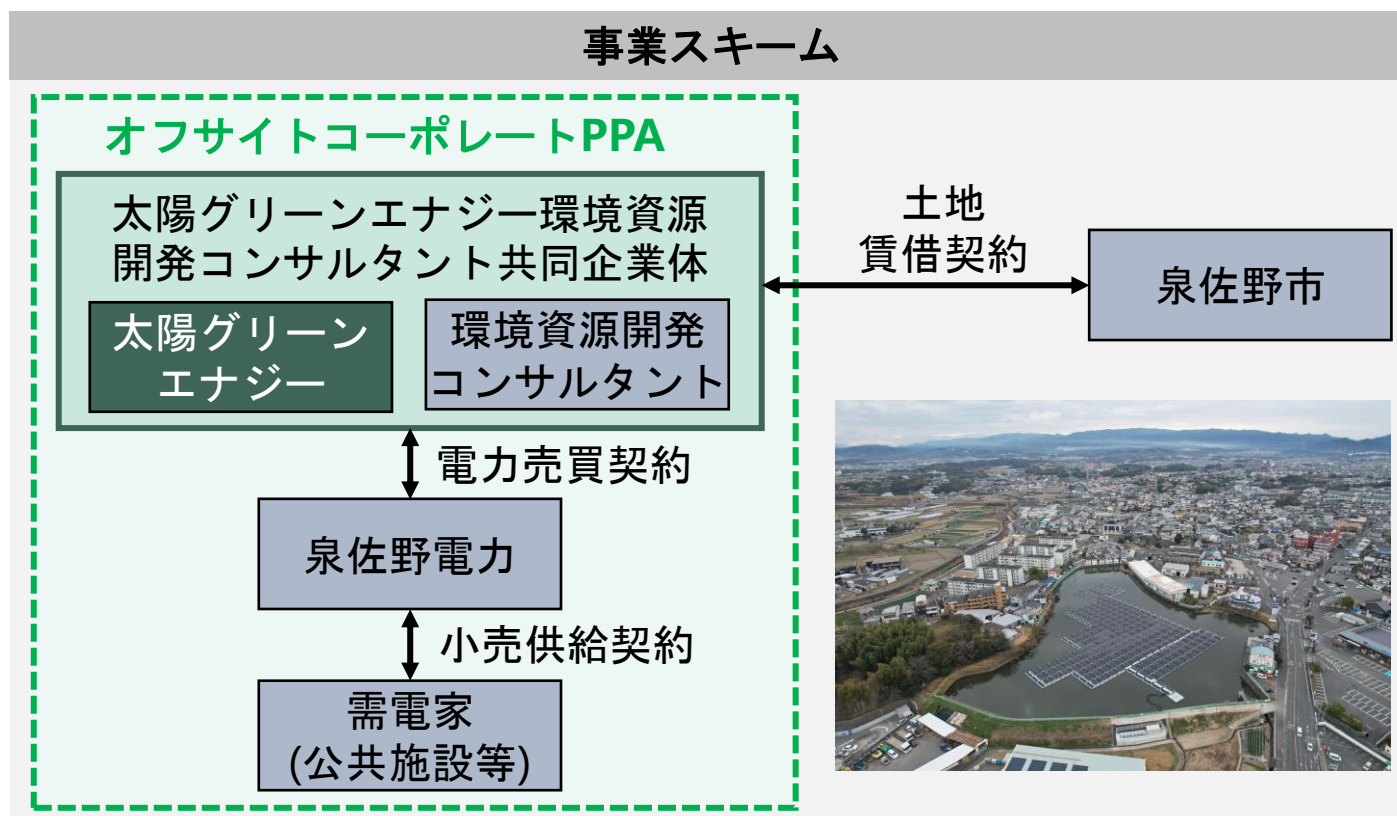 事業スキーム
オフサイトコーポレートPPA
太陽グリーンエナジー環境資源
開発コンサルタント共同企業体
太陽グリーン
エナジー
環境資源開発
コンサルタント
土地
賃借契約
泉佐野市
電力売買契約
泉佐野電力
小売供給契約
需電家
(公共施設等)